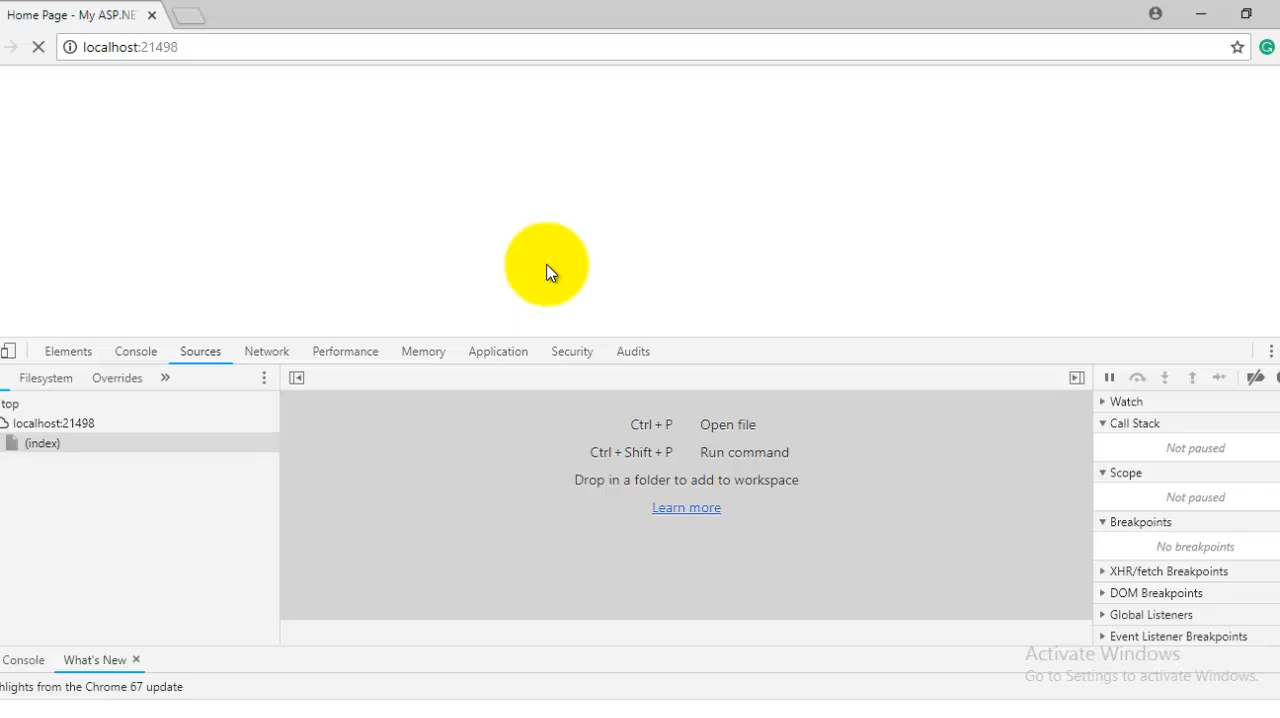 Home Page - My ASP.NE
localhost:21498
Elements Console Sources Network Performance Memory Application Security Audits
Filesystem Overrides »
top
localhost:21498
(index)
Ctrl + P Open file
Ctrl + Shift + P Run command
Drop in a folder to add to workspace
Learn more
Watch
Call Stack
Not paused
Scope
Not paused
Breakpoints
No breakpoints
XHR/fetch Breakpoints
DOM Breakpoints
Global Listeners
Event Listener Breakpoints
Console What's New
hlights from the Chrome 67 update
Activate Windows
Go to Settings to activate Windows.